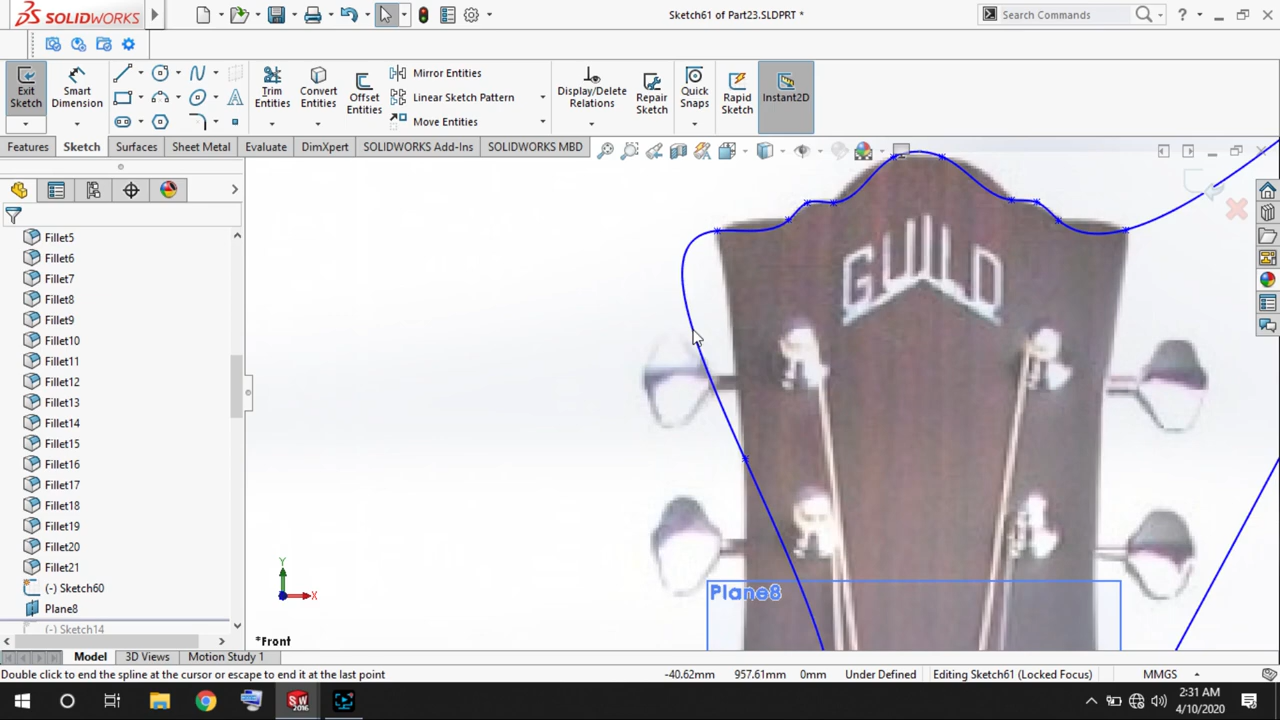 SOLIDWORKS
Sketch61 of Part23.SLDPRT *
Search Commands
?
Exit Sketch
Smart Dimension
Trim Entities
Convert Entities
Offset Entities
Mirror Entities
Linear Sketch Pattern
Move Entities
Display/Delete Relations
Repair Sketch
Quick Snaps
Rapid Sketch
Instant2D
Features
Sketch
Surfaces
Sheet Metal
Evaluate
DimXpert
SOLIDWORKS Add-Ins
SOLIDWORKS MBD
Fillet5
Fillet6
Fillet7
Fillet8
Fillet9
Fillet10
Fillet11
Fillet12
Fillet13
Fillet14
Fillet15
Fillet16
Fillet17
Fillet18
Fillet19
Fillet20
Fillet21
(-) Sketch60
Plane8
(-) Sketch14
GUILD
Plane8
Y
X
*Front
Model
3D Views
Motion Study 1
Double click to end the spline at the cursor or escape to end at the last point
-40.62mm
957.61mm
0mm
Under Defined
Editing Sketch61 (Locked Focus)
MMGS
SW
2016
2:31 AM
4/10/2020